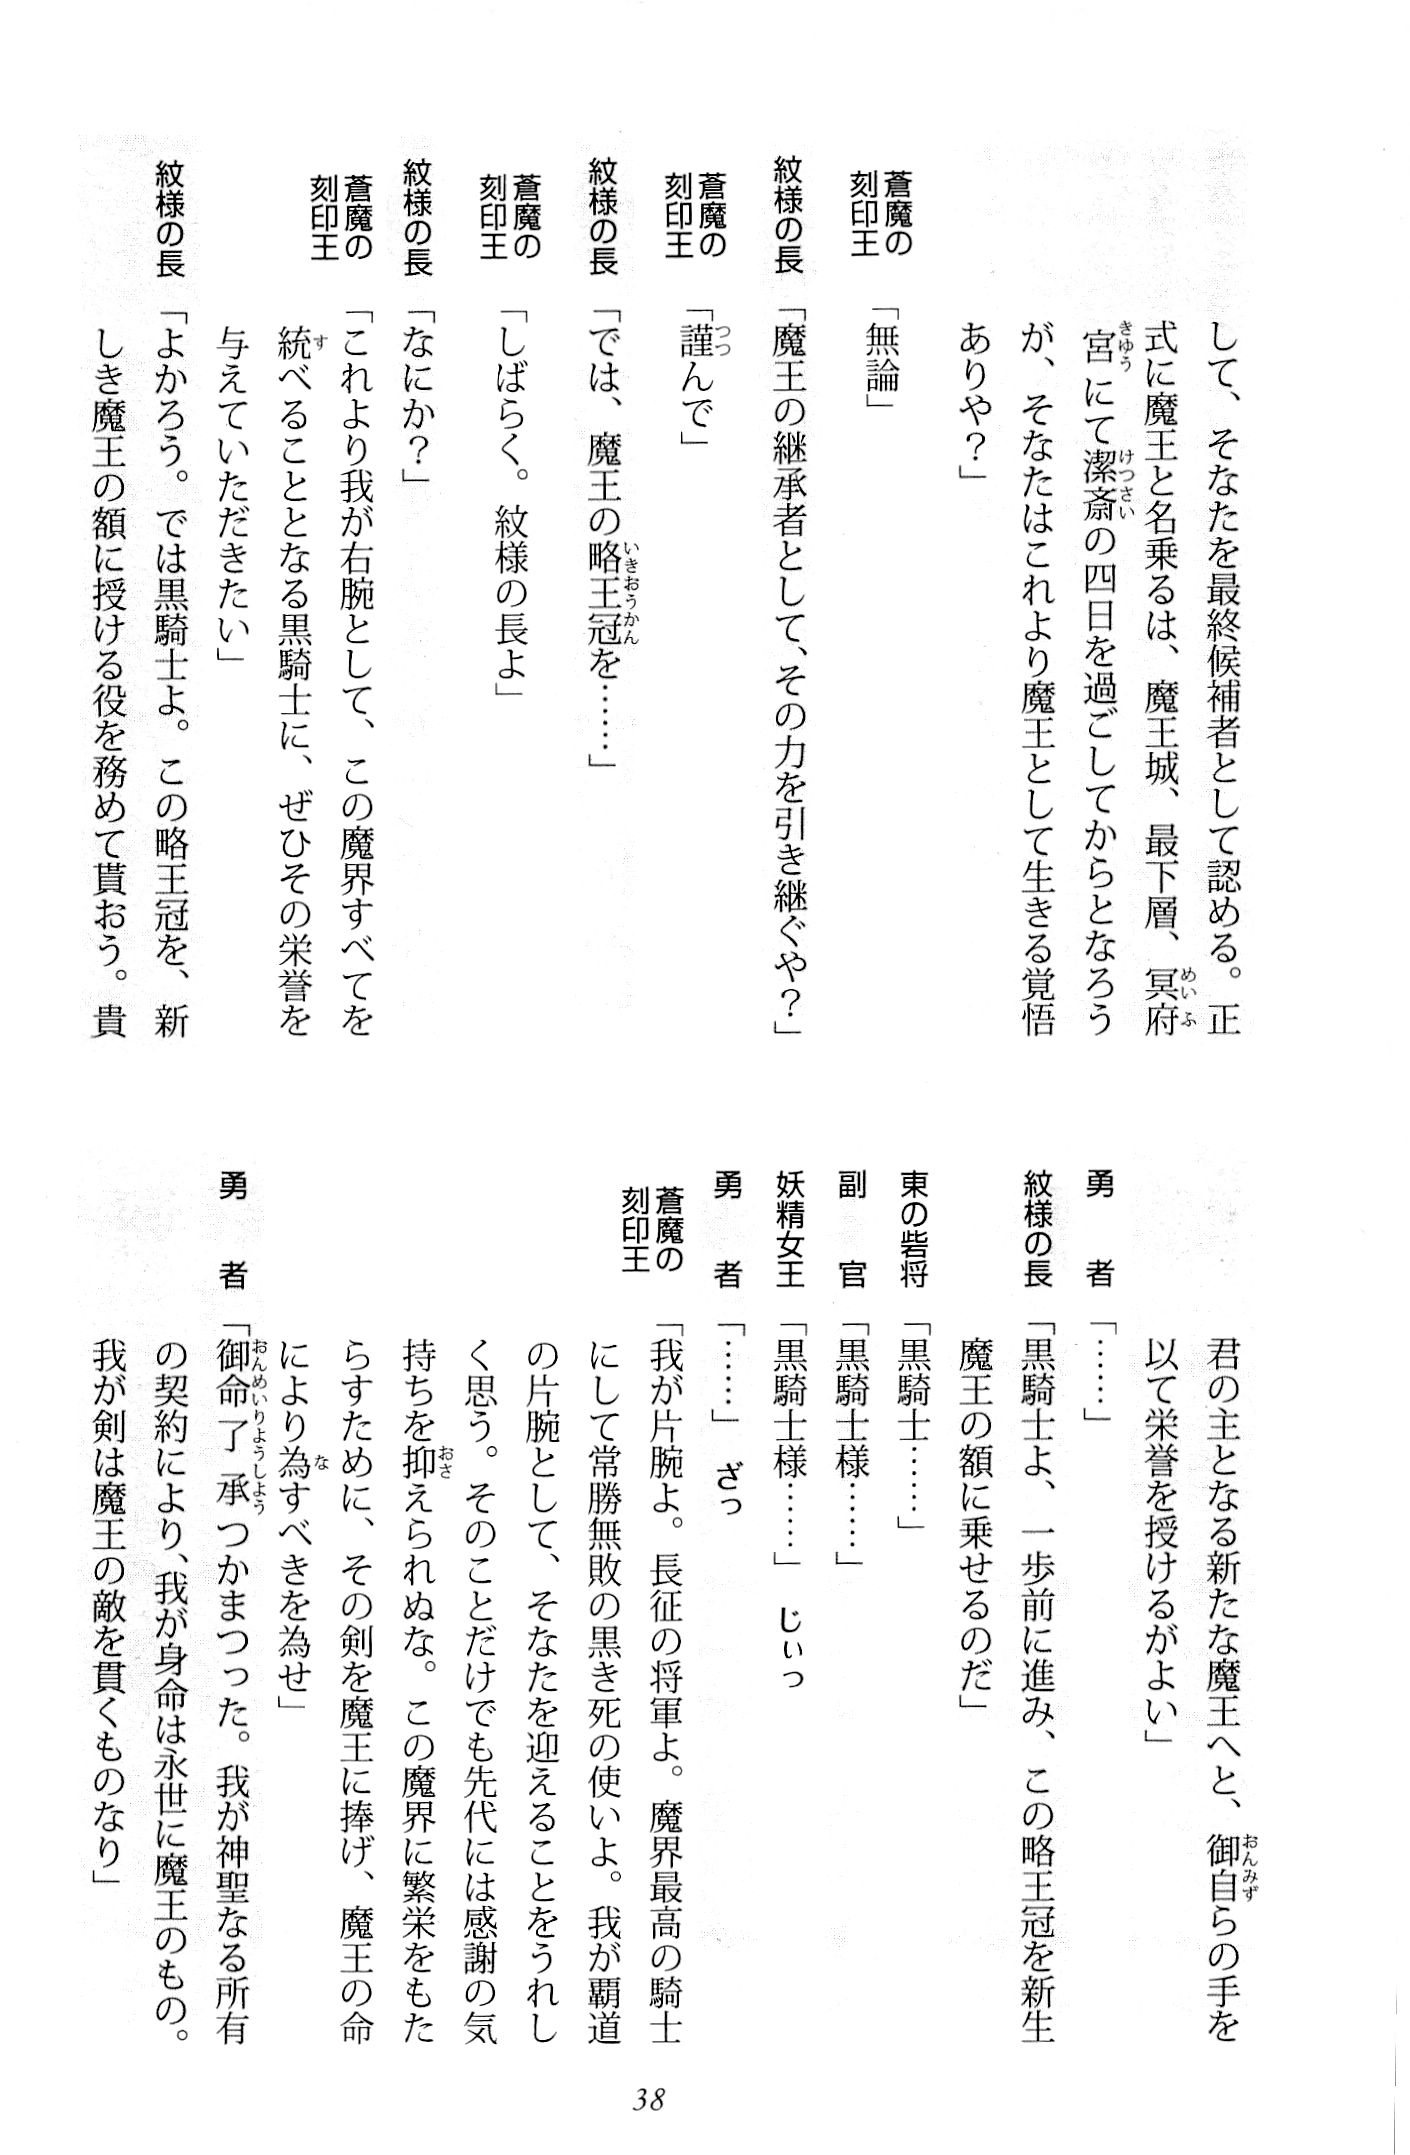 して、そなたを最終候補者として認める。正
式に魔王と名乗るは、魔王城、最下層、冥府
宮にて潔斎の四日を過ごしてからとなろう
が、そなたはこれより魔王として生きる覚悟
ありや？」
蒼魔の刻印王「無論」
紋様の長「魔王の継承者として、その力を引き継ぐや？」
蒼魔の刻印王「謹んで」
紋様の長「では、魔王の略王冠を……」
蒼魔の刻印王「しばらく。紋様の長よ」
紋様の長「なにか？」
蒼魔の刻印王「これより我が右腕として、この魔界すべてを
統べることとなる黒騎士に、ぜひその栄誉を
与えていただきたい」
紋様の長「よかろう。では黒騎士よ。この略王冠を、新
しき魔王の額に授ける役を務めて貰おう。貴
君の主となる新たな魔王へと、御自らの手を
以て栄誉を授けるがよい」
勇者「……」
紋様の長「黒騎士よ、一歩前に進み、この略王冠を新生
魔王の額に乗せるのだ」
東の砦将「黒騎士……」
副官「黒騎士様……」
妖精女王「黒騎士様……」　じぃっ
勇者「……」　ざっ
蒼魔の刻印王「我が片腕よ。長征の将軍よ。魔界最高の騎士
にして常勝無敗の黒き死の使いよ。我が覇道
の片腕として、そなたを迎えることをうれし
く思う。そのことだけでも先代には感謝の気
持ちを抑えられぬな。この魔界に繁栄をもた
らすために、その剣を魔王に捧げ、魔王の命
により為すべきを為せ」
勇者「御命了承つかまつった。我が神聖なる所有
の契約により、我が身命は永世に魔王のもの。
我が剣は魔王の敵を貫くものなり」
38